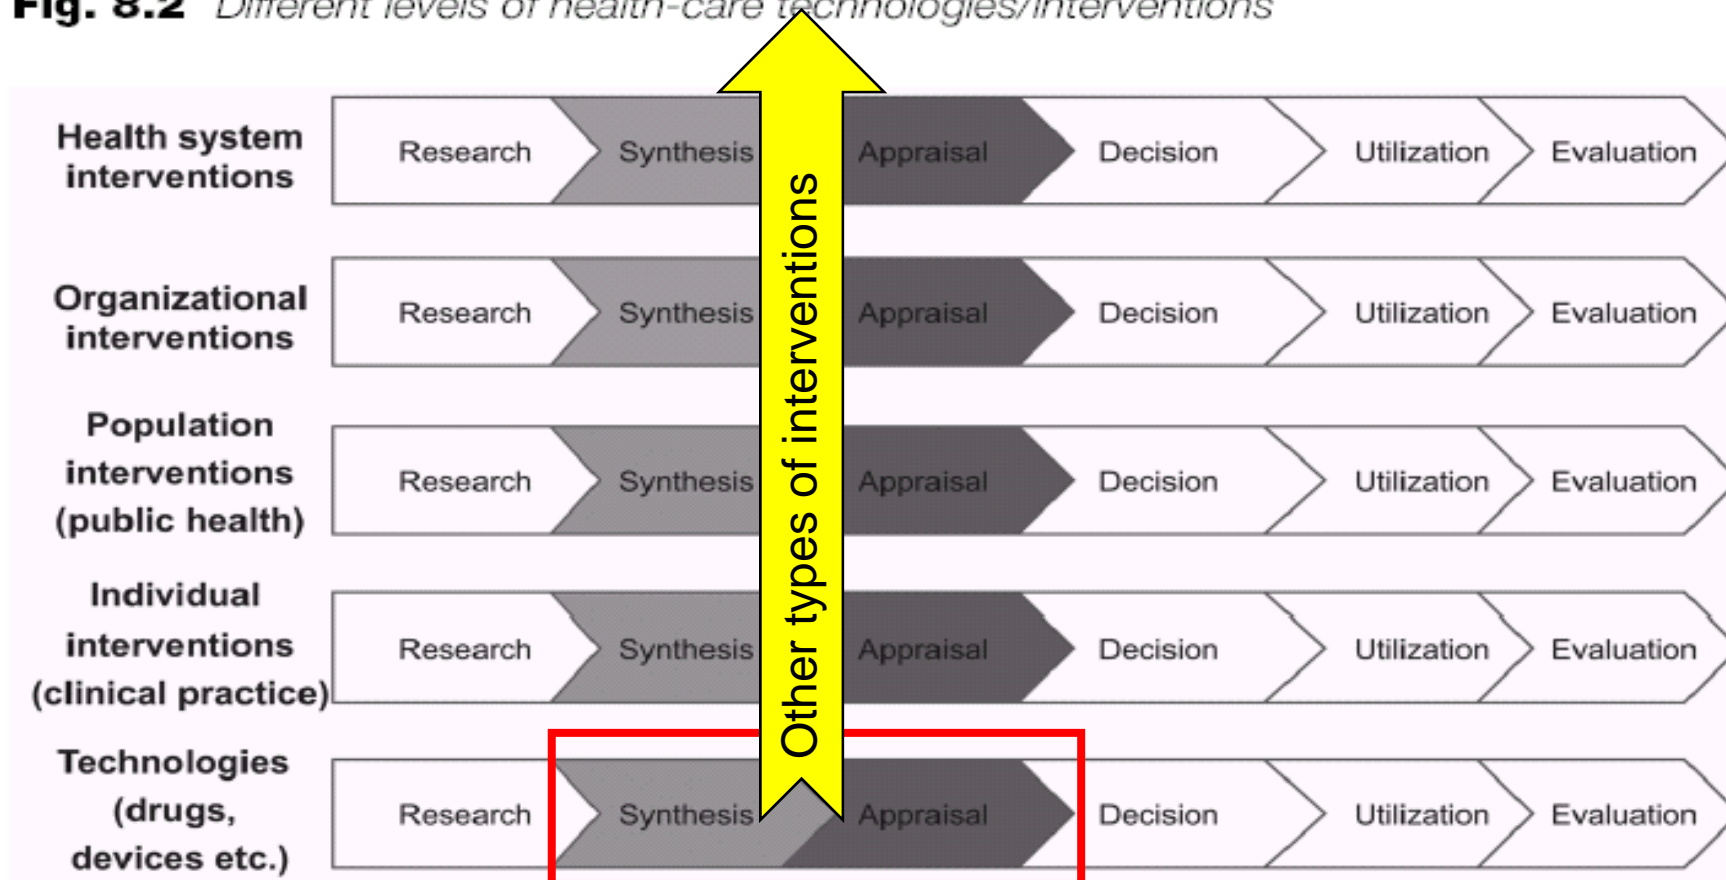 Fig. 8.2 Different levels of health-care technologies/interventions
Health system
interventions
Research Synthesis Appraisal Decision Utilization Evaluation
Organizational
interventions
Research Synthesis Appraisal Decision Utilization Evaluation
Population
interventions
(public health)
Research Synthesis Appraisal Decision Utilization Evaluation
Individual
interventions
(clinical practice)
Research Synthesis Appraisal Decision Utilization Evaluation
Technologies
(drugs,
devices etc.)
Research Synthesis Appraisal Decision Utilization Evaluation
Other types of interventions